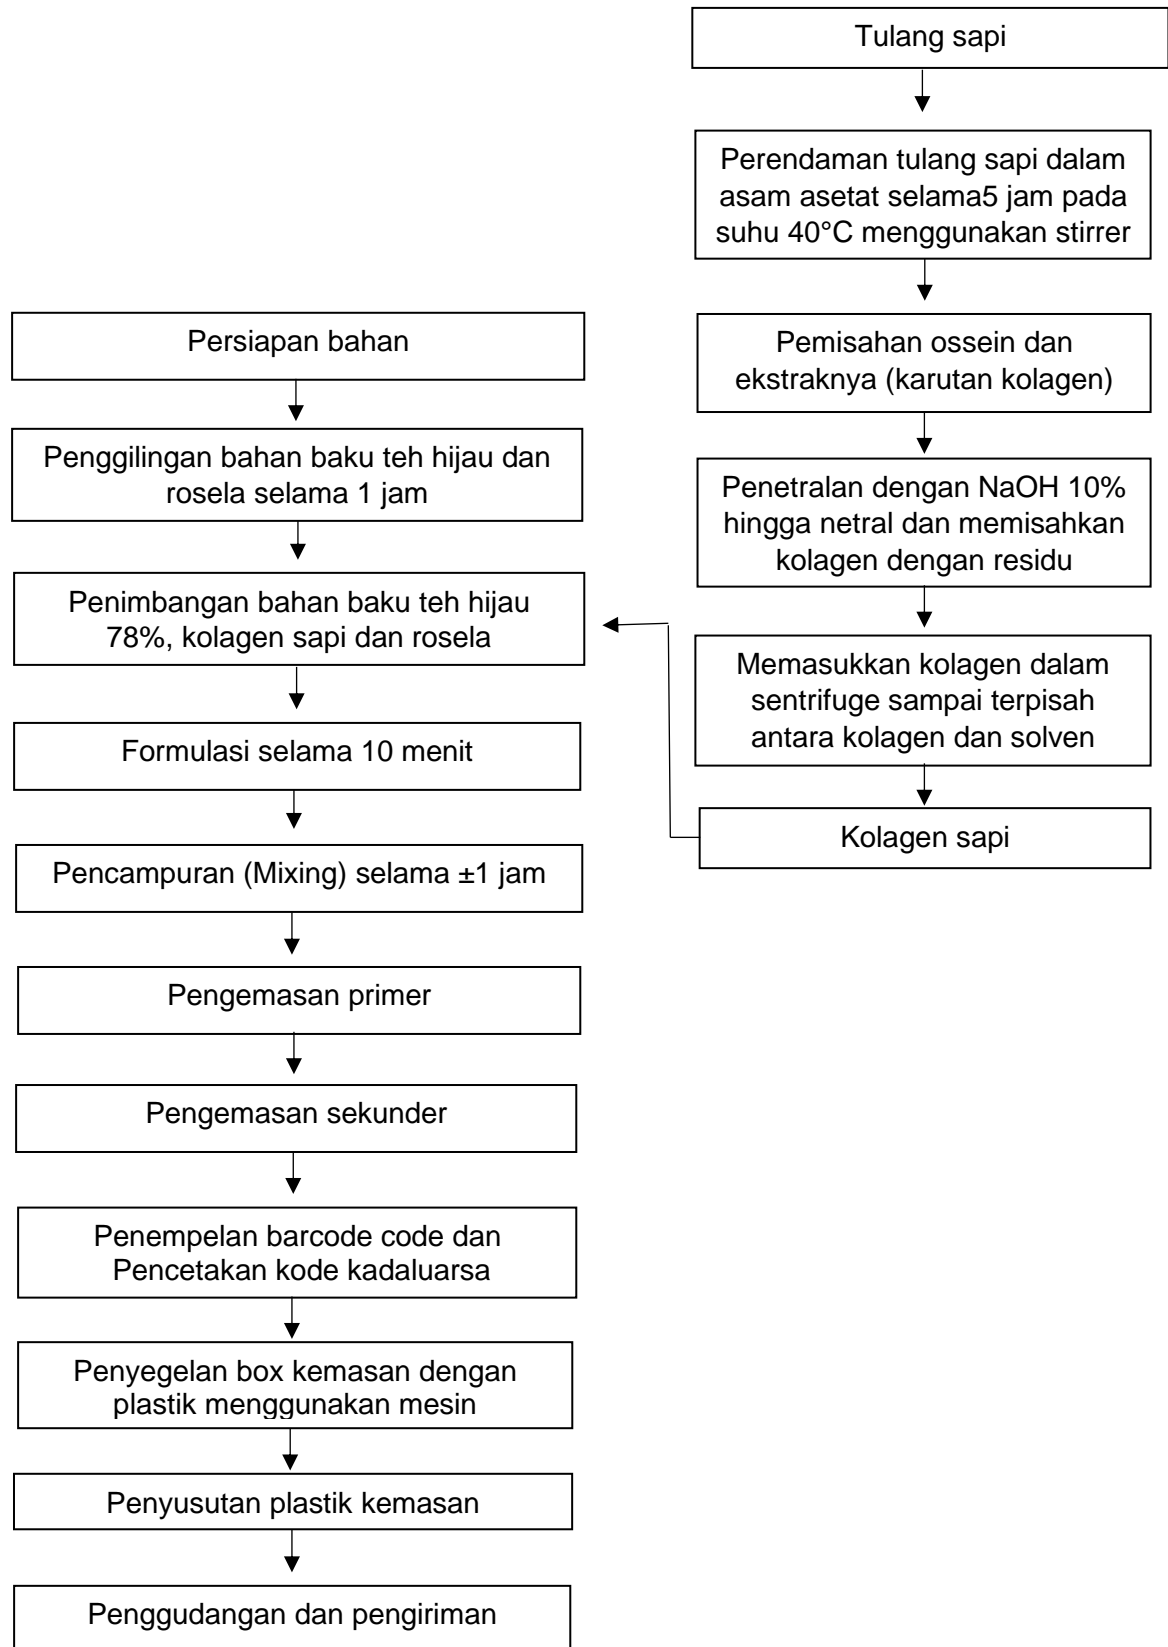 Tulang sapi
Perendaman tulang sapi dalam
asam asetat selama5 jam pada
suhu 40°C menggunakan stirrer
Pemisahan ossein dan
ekstraknya (karutan kolagen)
Penetralan dengan NaOH 10%
hingga netral dan memisahkan
kolagen dengan residu
Memasukkan kolagen dalam
sentrifuge sampai terpisah
antara kolagen dan solven
Kolagen sapi
Persiapan bahan
Penggilingan bahan baku teh hijau dan
rosela selama 1 jam
Penimbangan bahan baku teh hijau
78%, kolagen sapi dan rosela
Formulasi selama 10 menit
Pencampuran (Mixing) selama ±1 jam
Pengemasan primer
Pengemasan sekunder
Penempelan barcode code dan
Pencetakan kode kadaluarsa
Penyegelan box kemasan dengan
plastik menggunakan mesin
Penyusutan plastik kemasan
Penggudangan dan pengiriman